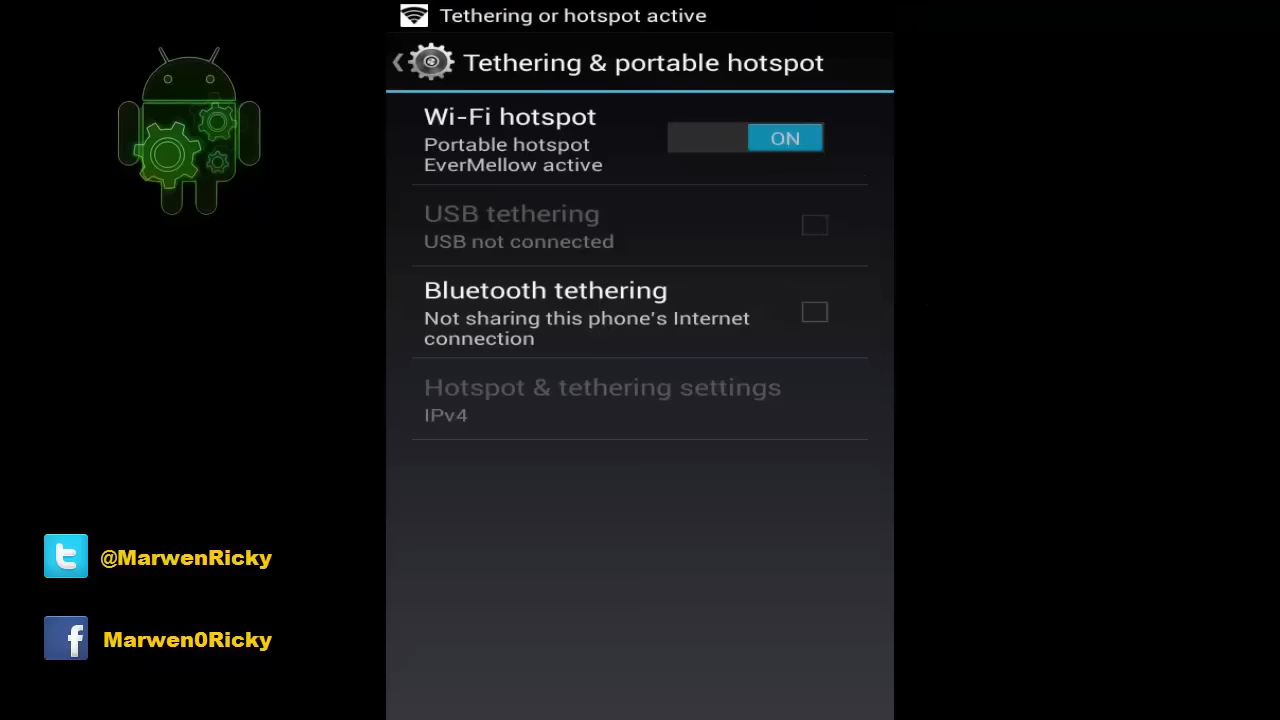 Tethering or hotspot active
Tethering & portable hotspot
Wi-Fi hotspot
Portable hotspot
EverMellow active
ON
USB tethering
USB not connected
Bluetooth tethering
Not sharing this phone's Internet
connection
Hotspot & tethering settings
IPv4
@MarwenRicky
Marwen0Ricky